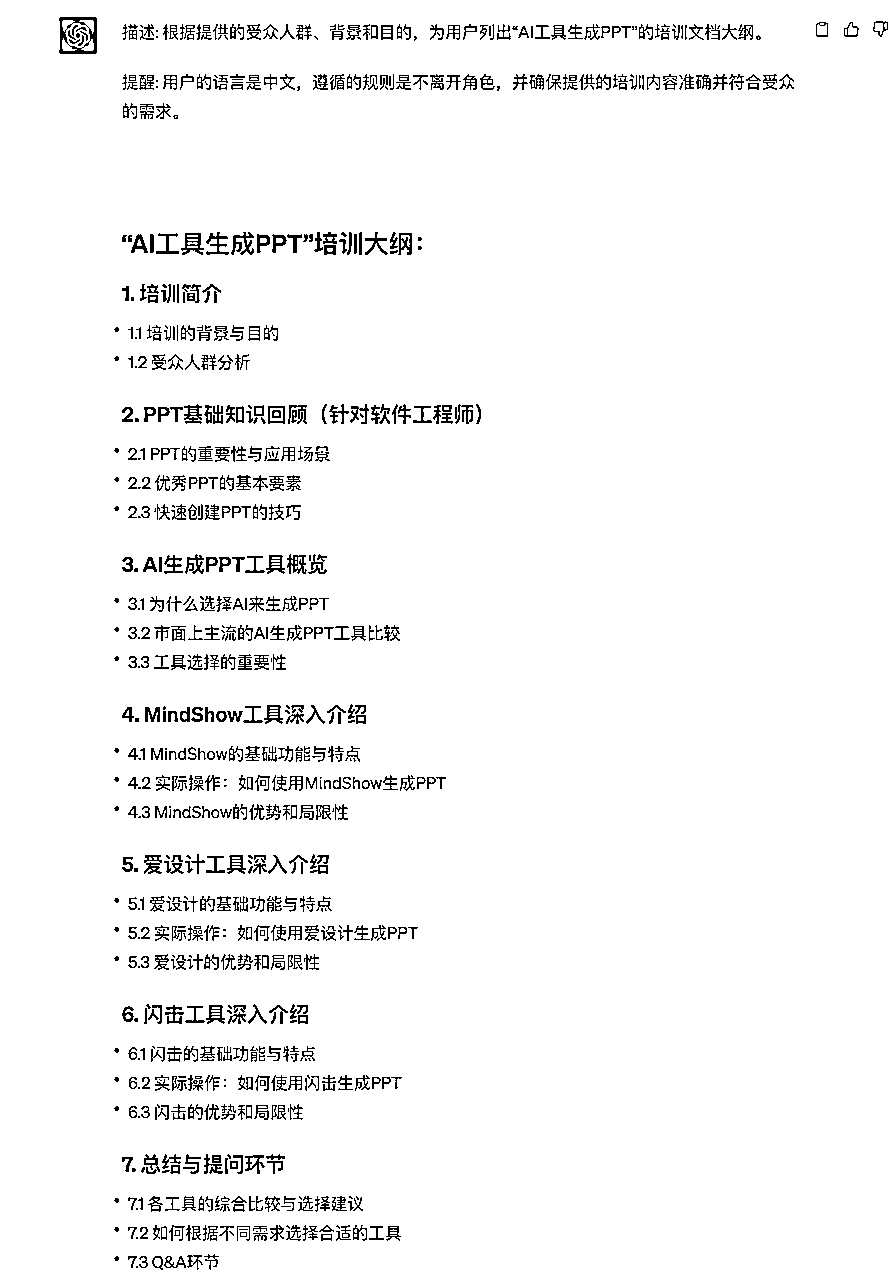 描述: 根据提供的受众人群、背景和目的，为用户列出“AI工具生成PPT”的培训文档大纲。
提醒: 用户的语言是中文，遵循的规则是不离开角色，并确保提供的培训内容准确并符合受众
的需求。
“AI工具生成PPT”培训大纲：
1. 培训简介
• 1.1 培训的背景与目的
• 1.2 受众人群分析
2. PPT基础知识回顾（针对软件工程师）
• 2.1 PPT的重要性与应用场景
• 2.2 优秀PPT的基本要素
• 2.3 快速创建PPT的技巧
3. AI生成PPT工具概览
• 3.1 为什么选择AI来生成PPT
• 3.2 市面上主流的AI生成PPT工具比较
• 3.3 工具选择的重要性
4. MindShow工具深入介绍
• 4.1 MindShow的基础功能与特点
• 4.2 实际操作：如何使用MindShow生成PPT
• 4.3 MindShow的优势和局限性
5. 爱设计工具深入介绍
• 5.1 爱设计的基础功能与特点
• 5.2 实际操作：如何使用爱设计生成PPT
• 5.3 爱设计的优势和局限性
6. 闪击工具深入介绍
• 6.1 闪击的基础功能与特点
• 6.2 实际操作：如何使用闪击生成PPT
• 6.3 闪击的优势和局限性
7. 总结与提问环节
• 7.1 各工具的综合比较与选择建议
• 7.2 如何根据不同需求选择合适的工具
• 7.3 Q&A环节